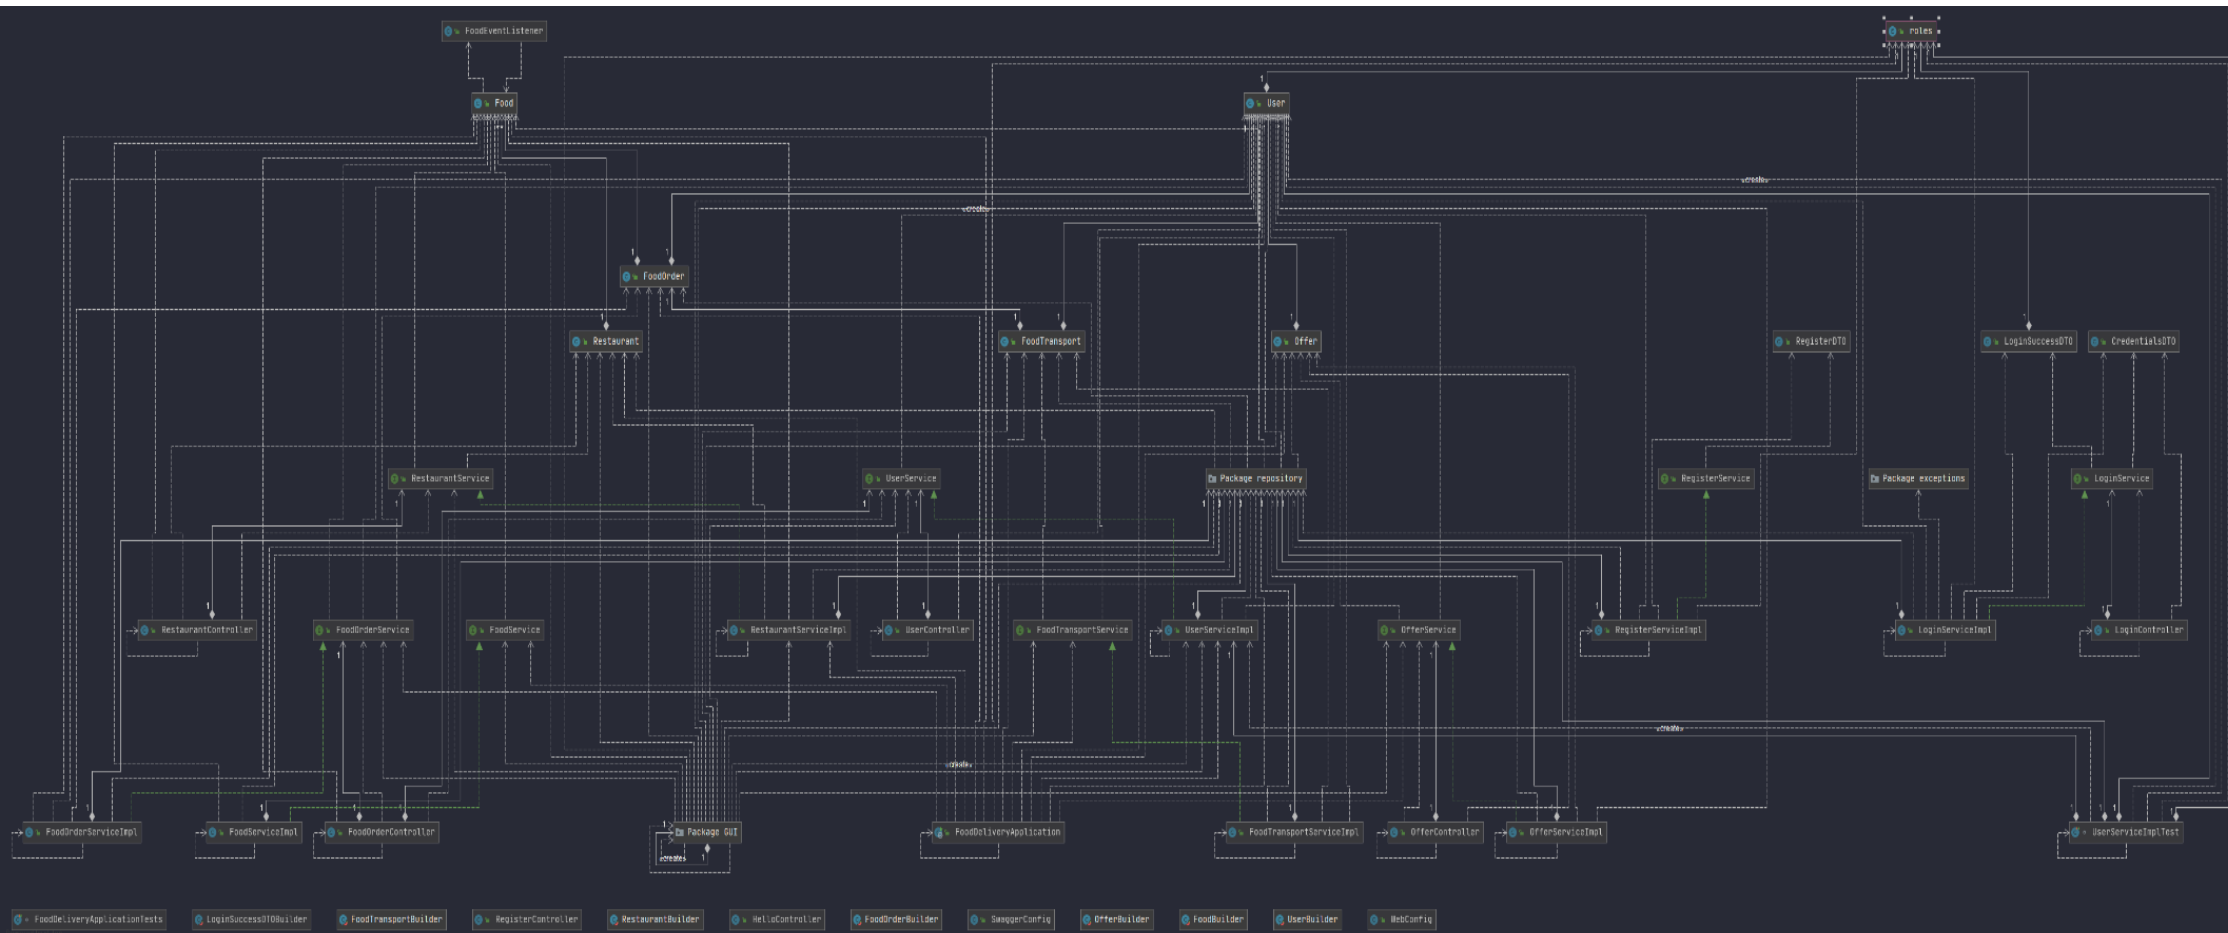 FoodEventListener
roles
Food
User
«create»
«create»
FoodOrder
Restaurant
FoodTransport
Offer
RegisterDTO
LoginSuccessDTO
CredentialsDTO
RestaurantService
UserService
Package repository
RegisterService
Package exceptions
LoginService
RestaurantController
FoodOrderService
FoodService
RestaurantServiceImpl
UserController
FoodTransportService
UserServiceImpl
OfferService
RegisterServiceImpl
LoginServiceImpl
LoginController
«create»
«create»
FoodOrderServiceImpl
FoodServiceImpl
FoodOrderController
Package GUI
FoodDeliveryApplication
FoodTransportServiceImpl
OfferController
OfferServiceImpl
UserServiceImplTest
«create»
FoodDeliveryApplicationTests
LoginSuccessDTOBuilder
FoodTransportBuilder
RegisterController
RestaurantBuilder
HelloController
FoodOrderBuilder
SwaggerConfig
OfferBuilder
FoodBuilder
UserBuilder
WebConfig